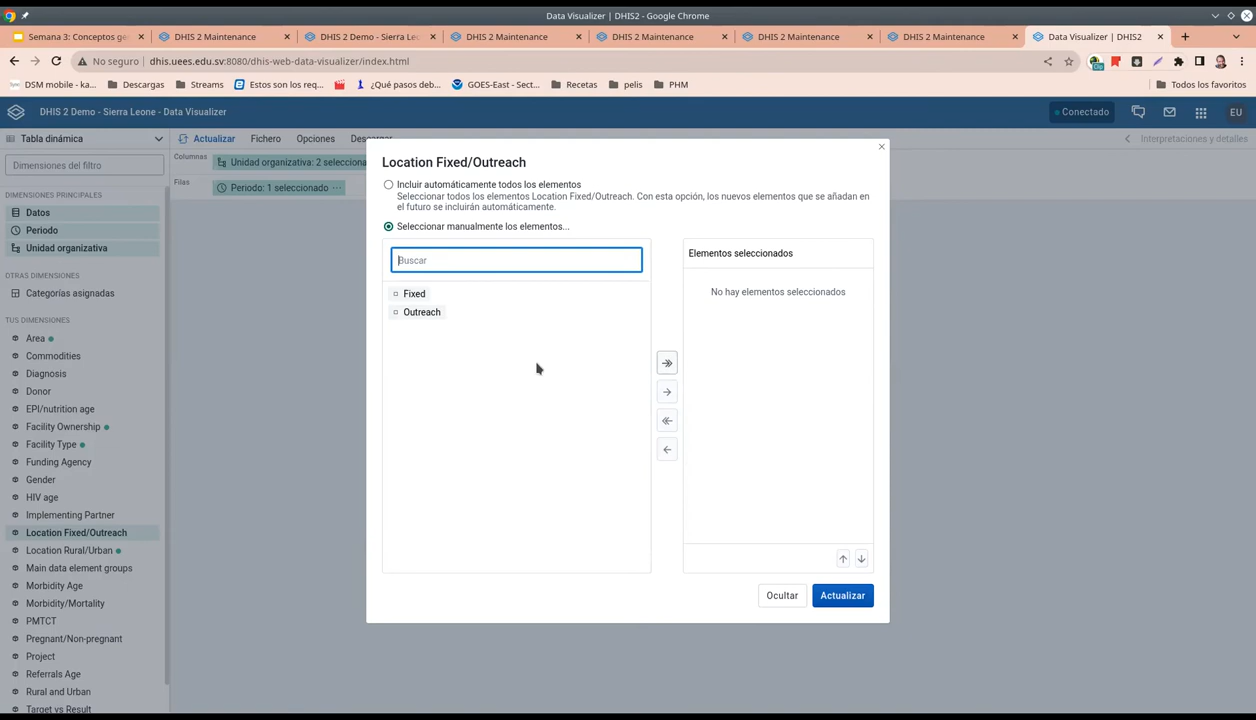 Data Visualizer | DHIS2 - Google Chrome
Semana 3: Conceptos ge
DHIS 2 Maintenance
DHIS 2 Demo - Sierra Leo
DHIS 2 Maintenance
DHIS 2 Maintenance
DHIS 2 Maintenance
DHIS 2 Maintenance
Data Visualizer | DHIS2
No seguro
dhis.uees.edu.sv:8080/dhis-web-data-visualizer/index.html
DSM mobile - ka...
Descargas
Streams
Estos son los req...
¿Qué pasos deb...
GOES-East - Sect...
Recetas
pelis
PHM
Todos los favoritos
DHIS 2 Demo - Sierra Leone - Data Visualizer
Conectado
EU
Tabla dinámica
Actualizar
Fichero
Opciones
Descargar
Interpretaciones y detalles
Dimensiones del filtro
Columnas
Unidad organizativa: 2 selecciona
Filas
Periodo: 1 seleccionado ···
DIMENSIONES PRINCIPALES
Datos
Periodo
Unidad organizativa
OTRAS DIMENSIONES
Categorías asignadas
TUS DIMENSIONES
Area
Commodities
Diagnosis
Donor
EPI/nutrition age
Facility Ownership
Facility Type
Funding Agency
Gender
HIV age
Implementing Partner
Location Fixed/Outreach
Location Rural/Urban
Main data element groups
Morbidity Age
Morbidity/Mortality
PMTCT
Pregnant/Non-pregnant
Project
Referrals Age
Rural and Urban
Target vs Result
Location Fixed/Outreach
Incluir automáticamente todos los elementos
Seleccionar todos los elementos Location Fixed/Outreach. Con esta opción, los nuevos elementos que se añadan en
el futuro se incluirán automáticamente.
Seleccionar manualmente los elementos...
Buscar
Fixed
Outreach
Elementos seleccionados
No hay elementos seleccionados
Ocultar
Actualizar